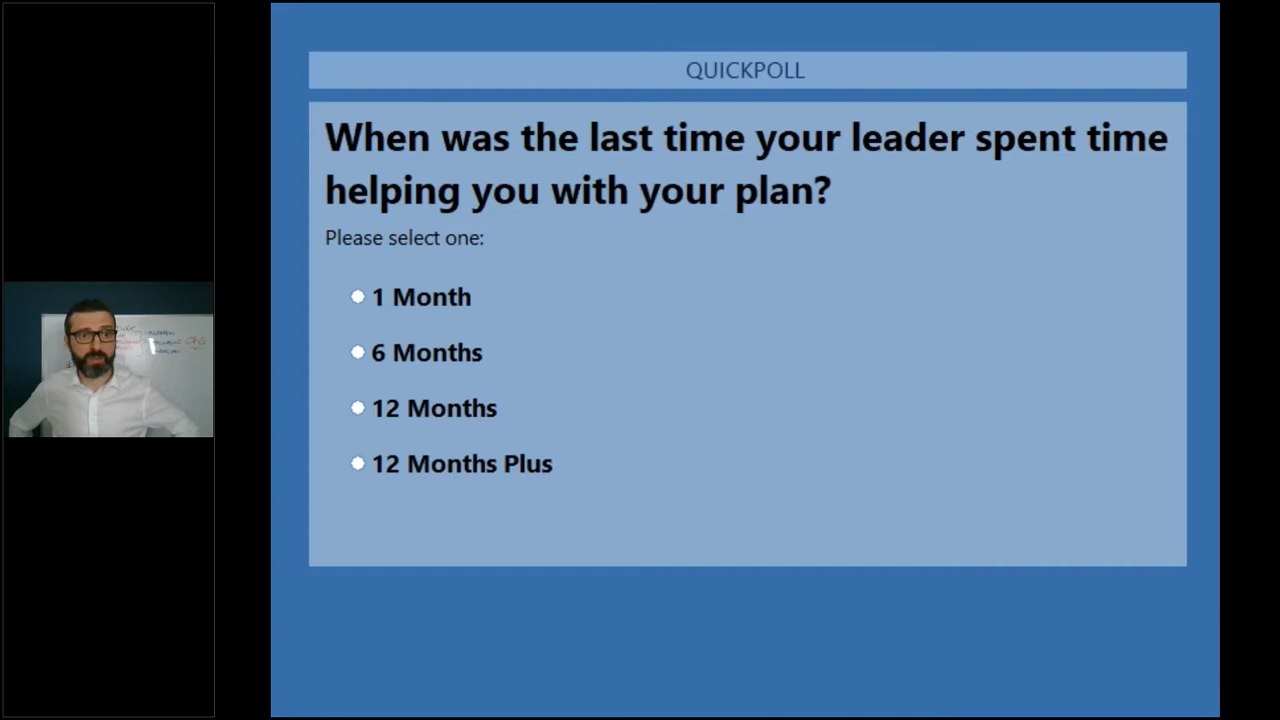 QUICKPOLL
When was the last time your leader spent time
helping you with your plan?
Please select one:
1 Month
6 Months
12 Months
12 Months Plus